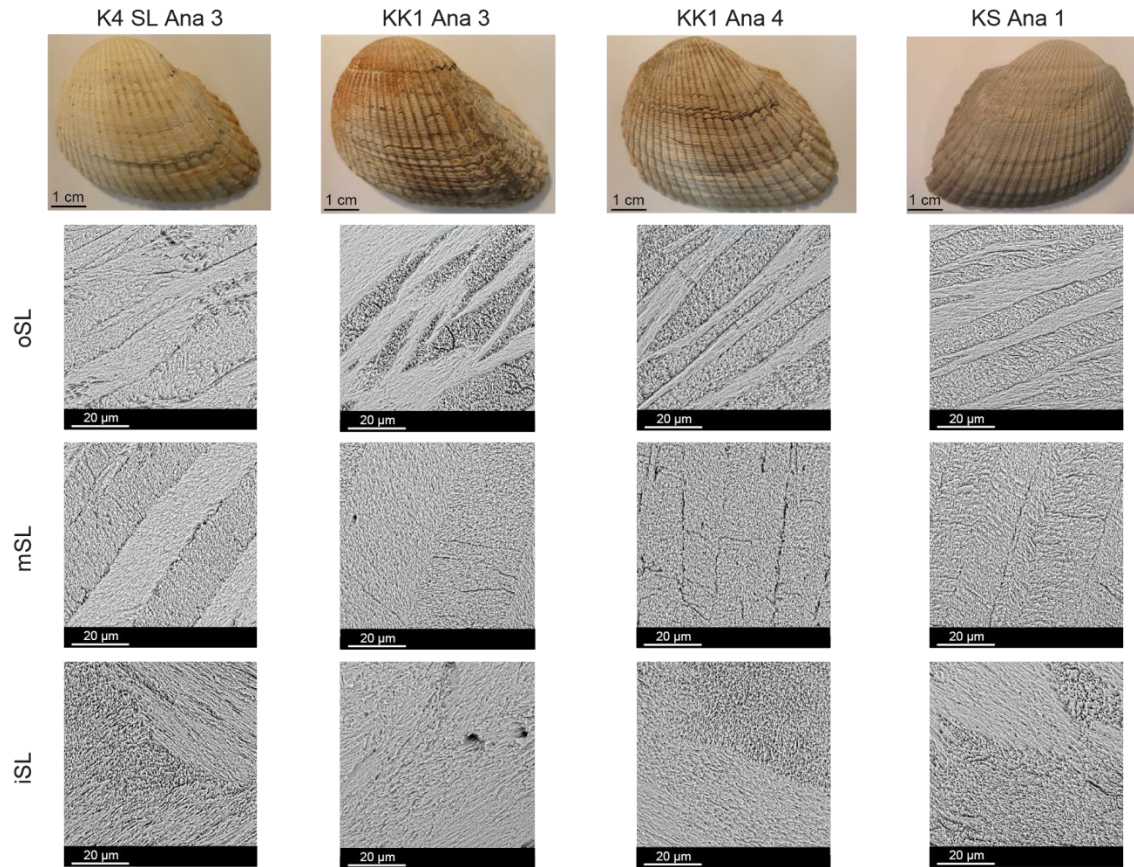 K4 SL Ana 3
KK1 Ana 3
KK1 Ana 4
KS Ana 1
1 cm
1 cm
1 cm
1 cm
oSL
20 µm
20 µm
20 µm
20 µm
mSL
20 µm
20 µm
20 µm
20 µm
iSL
20 µm
20 µm
20 µm
20 µm